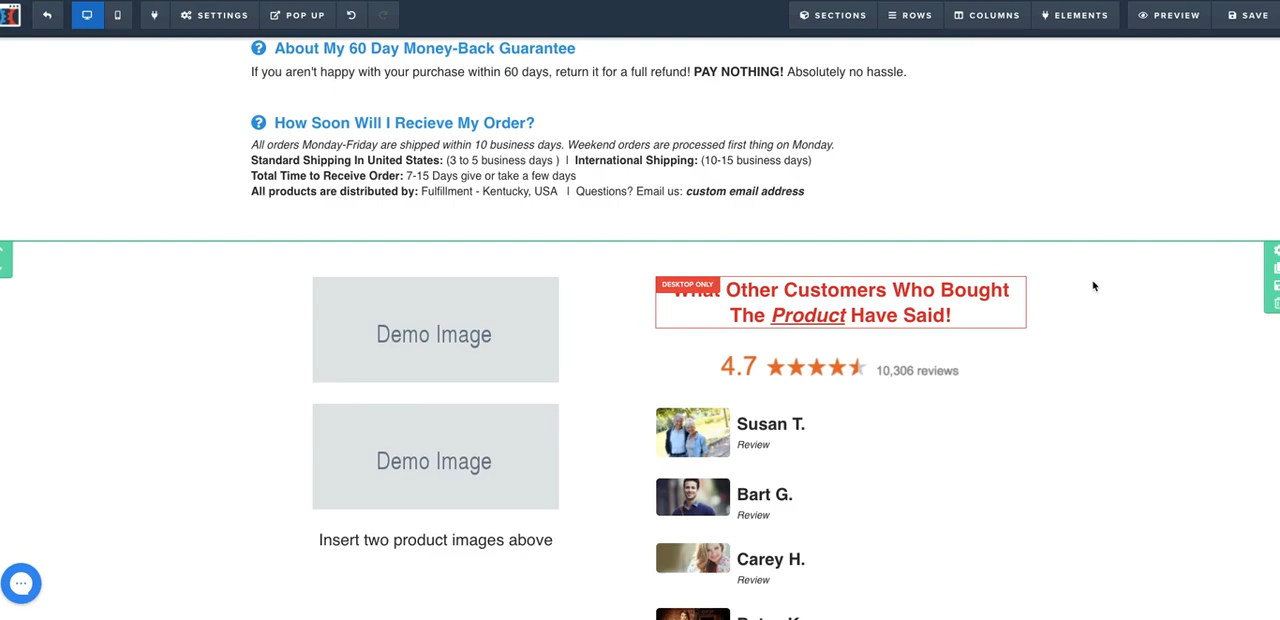 SETTINGS
POP UP
SECTIONS
ROWS
COLUMNS
ELEMENTS
PREVIEW
SAVE
About My 60 Day Money-Back Guarantee
If you aren't happy with your purchase within 60 days, return it for a full refund! PAY NOTHING! Absolutely no hassle.
How Soon Will I Recieve My Order?
All orders Monday-Friday are shipped within 10 business days. Weekend orders are processed first thing on Monday.
Standard Shipping In United States: (3 to 5 business days ) | International Shipping: (10-15 business days)
Total Time to Receive Order: 7-15 Days give or take a few days
All products are distributed by: Fulfillment - Kentucky, USA | Questions? Email us: custom email address
Demo Image
Demo Image
Insert two product images above
DESKTOP ONLY
What Other Customers Who Bought
The Product Have Said!
4.7
10,306 reviews
Susan T.
Review
Bart G.
Review
Carey H.
Review